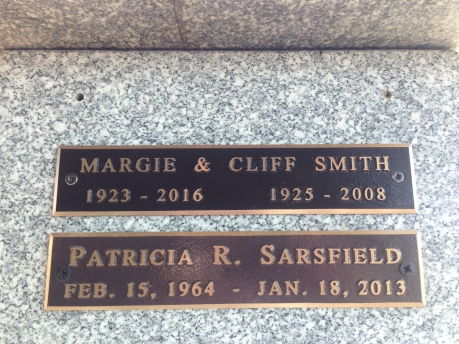 MARGIE & CLIFF SMITH
1923 - 2016 1925 - 2008
PATRICIA R. SARSFIELD
FEB. 15, 1964 - JAN. 18, 2013